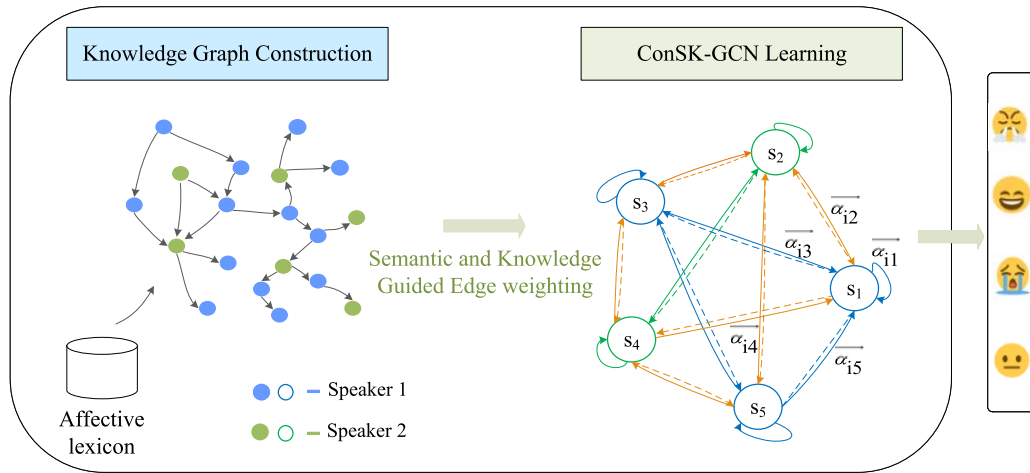 Knowledge Graph Construction
ConSK-GCN Learning
s2
s3
αi2
αi3
αi1
Semantic and Knowledge
Guided Edge weighting
s1
s4
αi4
αi5
s5
Speaker 1
Speaker 2
Affective
lexicon